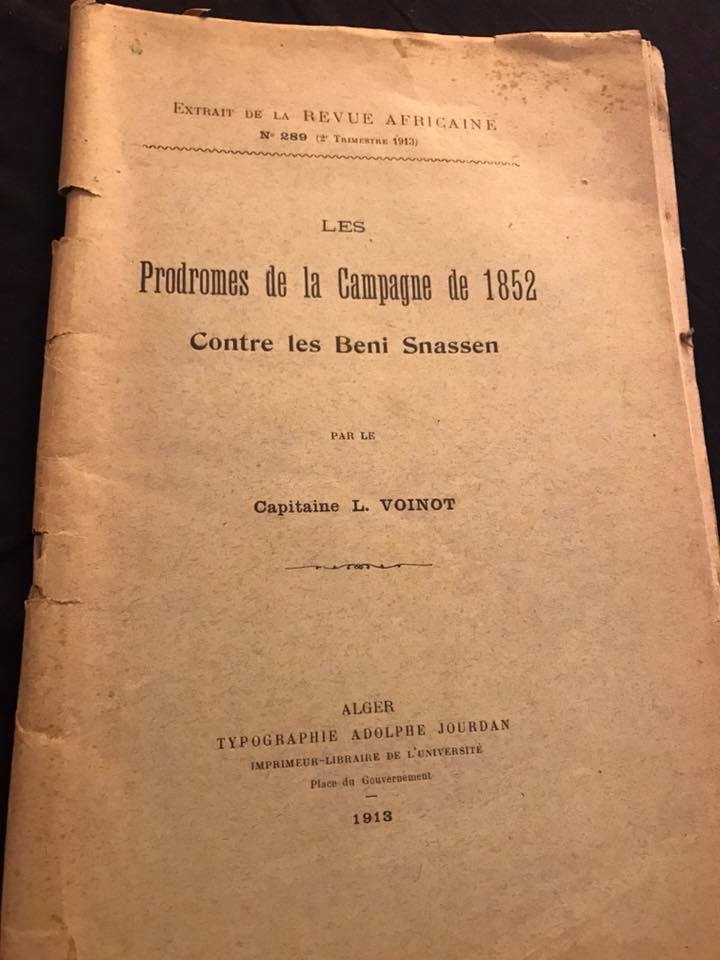 EXTRAIT DE LA REVUE AFRICAINE
N° 289 (2e TRIMESTRE 1913)
LES
Prodromes de la Campagne de 1852
Contre les Beni Snassen
PAR LE
Capitaine L. VOINOT
ALGER
TYPOGRAPHIE ADOLPHE JOURDAN
IMPRIMEUR-LIBRAIRE DE L'UNIVERSITÉ
Place du Gouvernement
1913